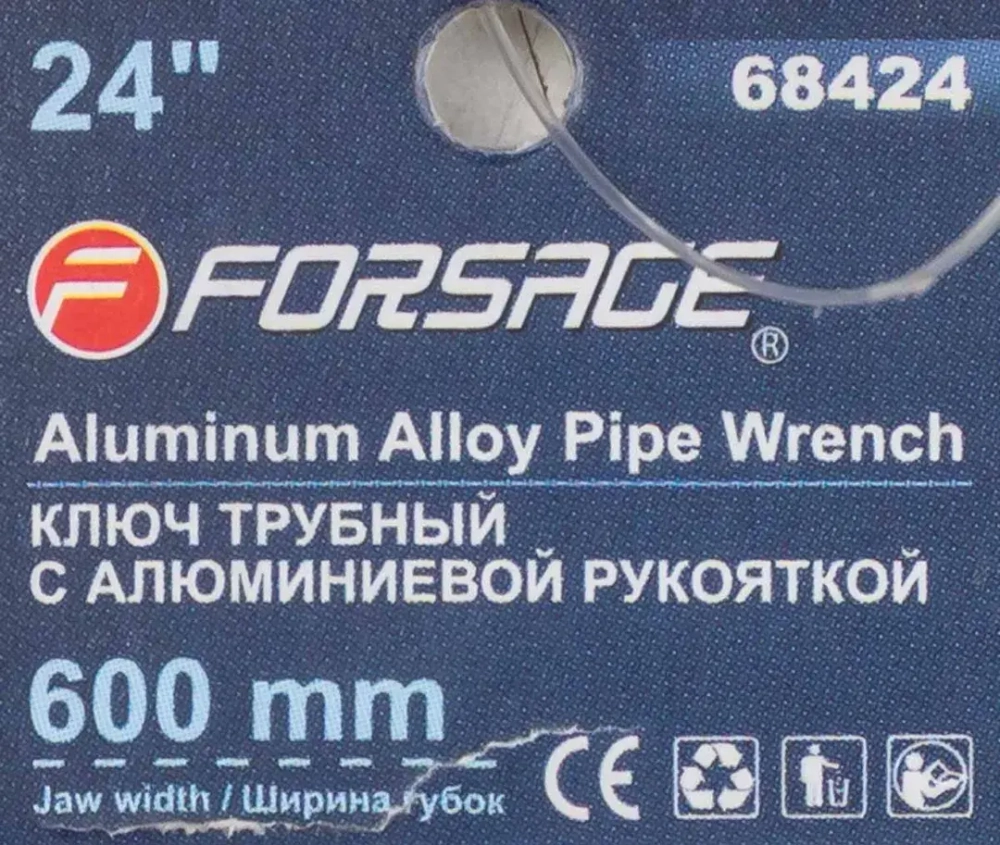 24"
68424
F FORSAGE ®
Aluminum Alloy Pipe Wrench
КЛЮЧ ТРУБНЫЙ
С АЛЮМИНИЕВОЙ РУКОЯТКОЙ
600 mm
Jaw width / Ширина губок
CE